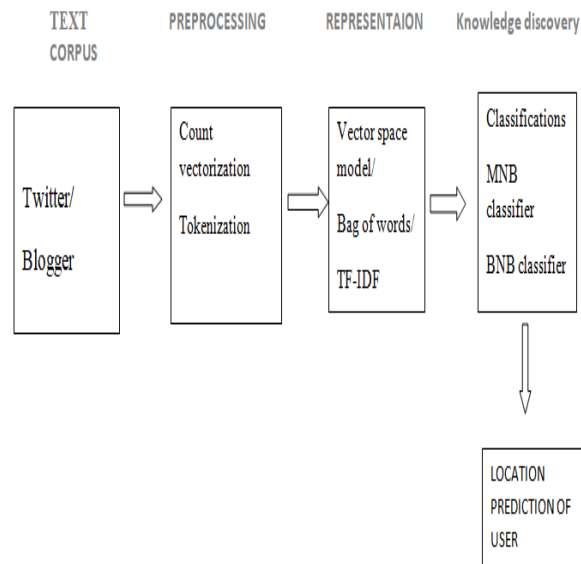 TEXT
CORPUS
PREPROCESSING
REPRESENTAION
Knowledge discovery
Twitter/
Blogger
Count
vectorization
Tokenization
Vector space
model/
Bag of words/
TF-IDF
Classifications
MNB
classifier
BNB classifier
LOCATION
PREDICTION OF
USER